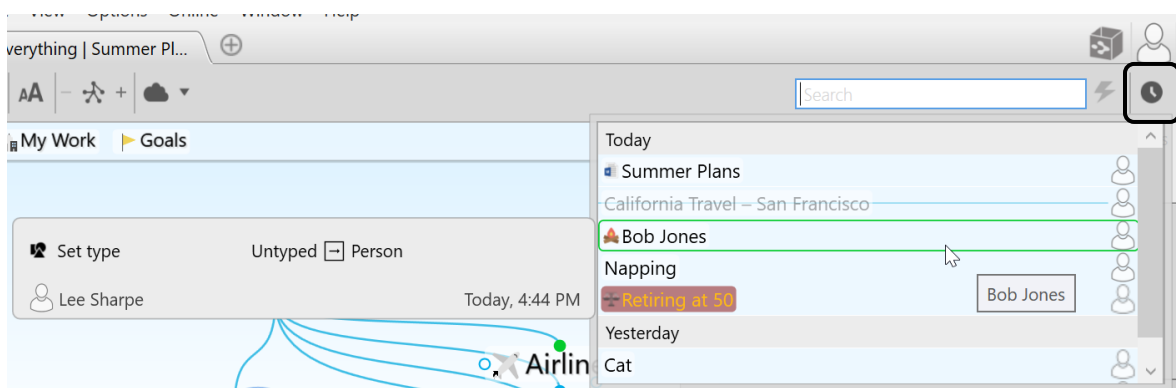 View Options Online Window Help
verything | Summer Pl...
AA
Search
My Work Goals
Today
Summer Plans
California Travel – San Francisco
Bob Jones
Set type Untyped Person
Napping
Lee Sharpe Today, 4:44 PM
Retiring at 50
Bob Jones
Yesterday
Airlin
Cat